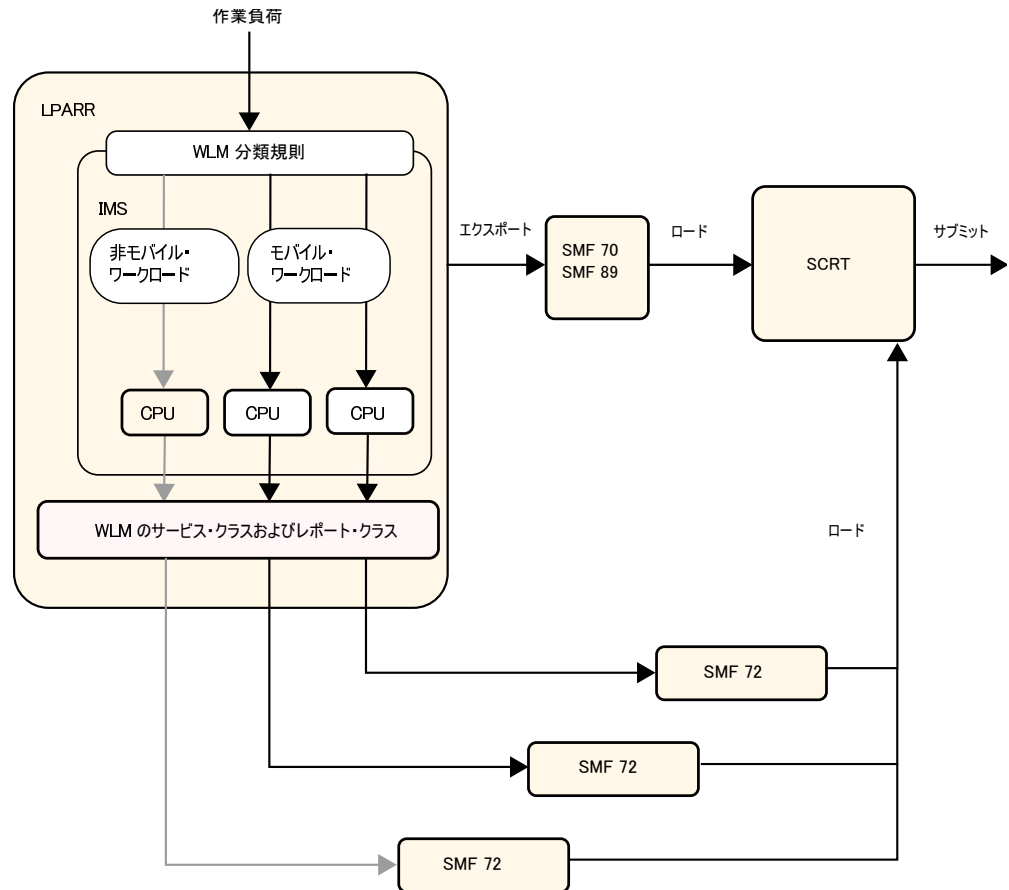 作業負荷
LPARR
WLM 分類規則
IMS
非モバイル・
ワークロード
モバイル・
ワークロード
CPU
CPU
CPU
WLM のサービス・クラスおよびレポート・クラス
エクスポート
SMF 70
SMF 89
ロード
SCRT
サブミット
ロード
SMF 72
SMF 72
SMF 72